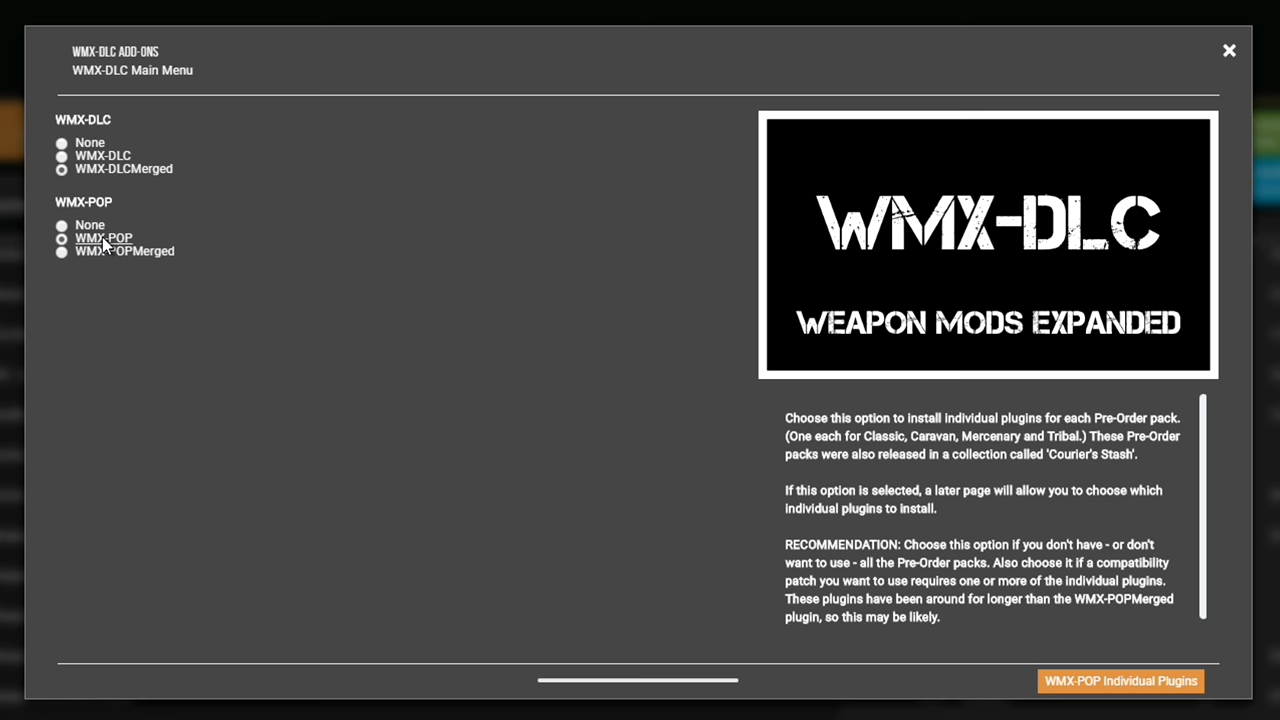 WMX-DLC ADD-ONS
WMX-DLC Main Menu
WMX-DLC
None
WMX-DLC
WMX-DLCMerged
WMX-POP
None
WMX-POP
WMX-POPMerged
WMX-DLC
WEAPON MODS EXPANDED
Choose this option to install individual plugins for each Pre-Order pack.
(One each for Classic, Caravan, Mercenary and Tribal.) These Pre-Order
packs were also released in a collection called 'Courier's Stash'.
If this option is selected, a later page will allow you to choose which
individual plugins to install.
RECOMMENDATION: Choose this option if you don't have - or don't
want to use - all the Pre-Order packs. Also choose it if a compatibility
patch you want to use requires one or more of the individual plugins.
These plugins have been around for longer than the WMX-POPMerged
plugin, so this may be likely.
WMX-POP Individual Plugins